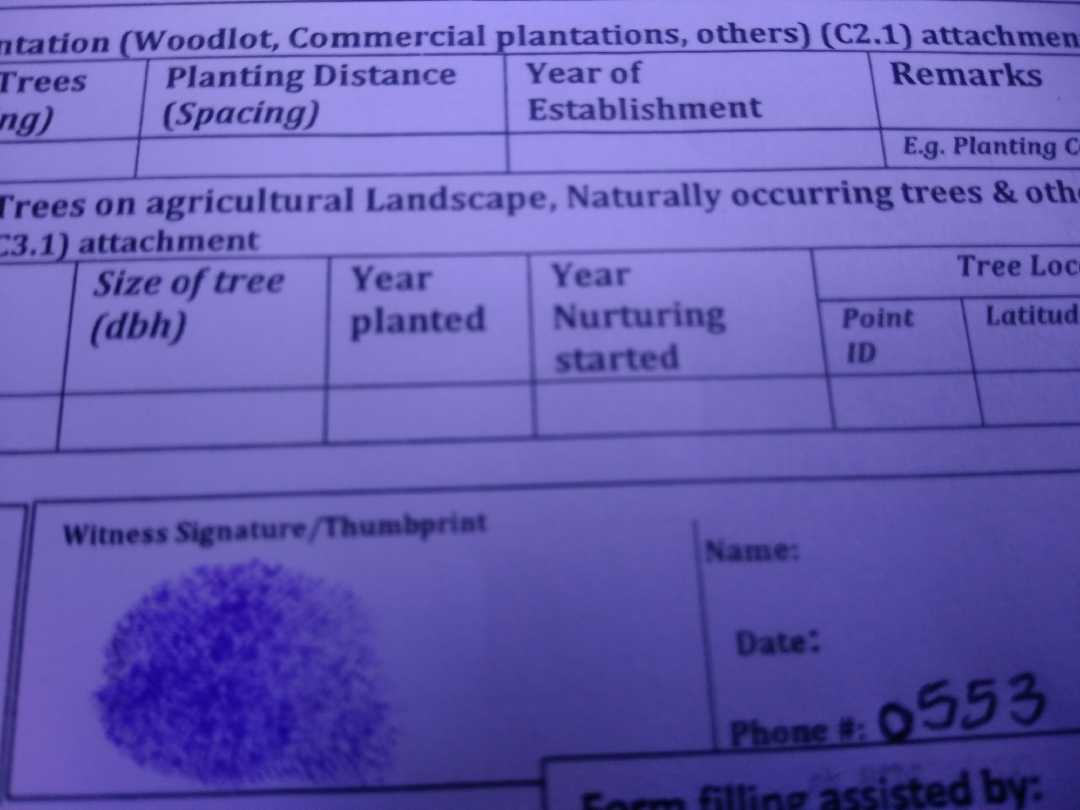 ntation (Woodlot, Commercial plantations, others) (C2.1) attachmen
Trees
ng)
Planting Distance
(Spacing)
Year of
Establishment
Remarks
E.g. Planting C
Trees on agricultural Landscape, Naturally occurring trees & oth
C3.1) attachment
Size of tree
(dbh)
Year
planted
Year
Nurturing
started
Tree Loc
Point
ID
Latitud
Witness Signature/Thumbprint
Name:
Date:
Phone #: 0553
Form filling assisted by: